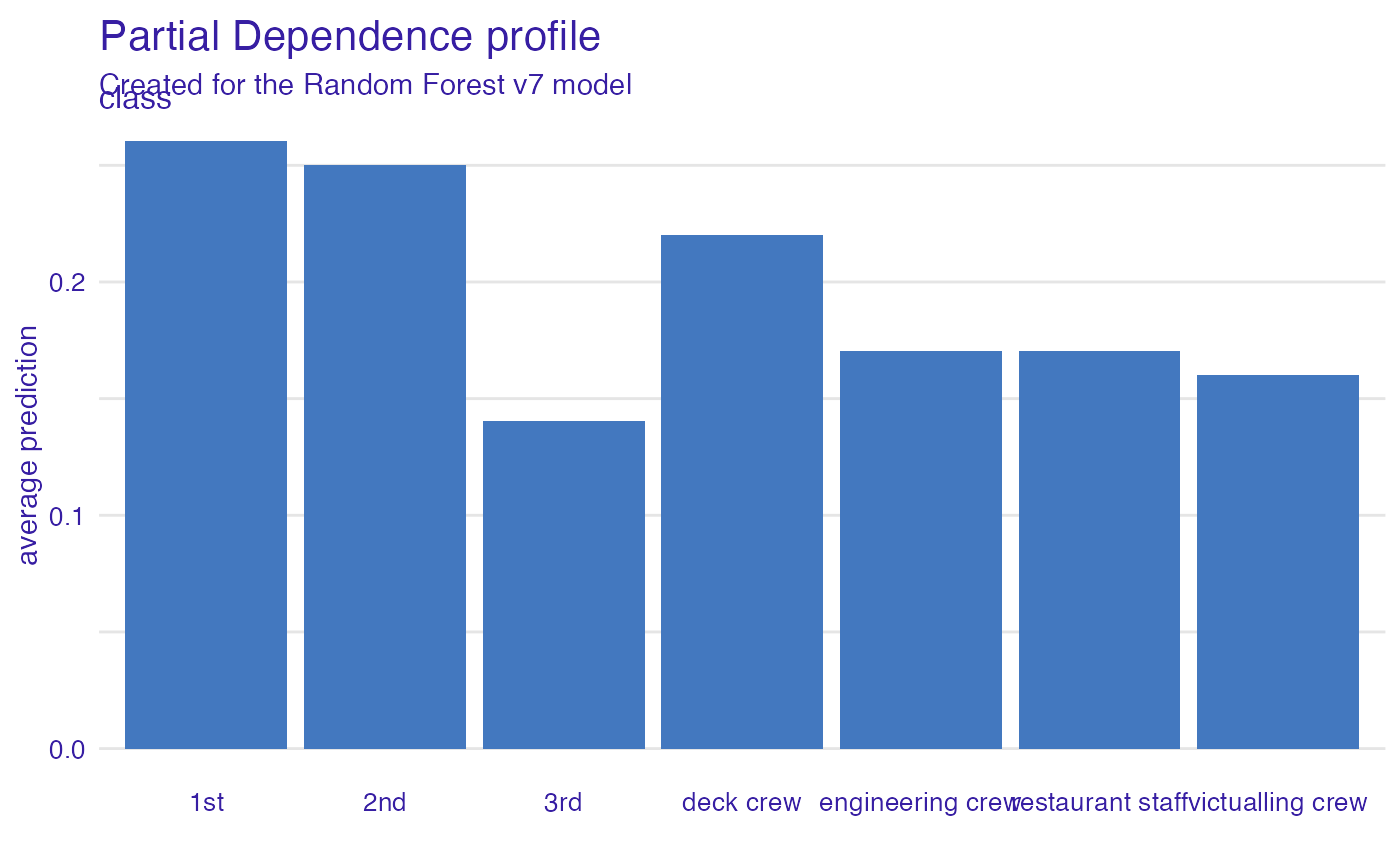 Partial Dependence profile
Created for the Random Forest v7 model
class
average prediction
0.2
0.1
0.0
1st 2nd 3rd deck crew engineering crew restaurant staff victualling crew